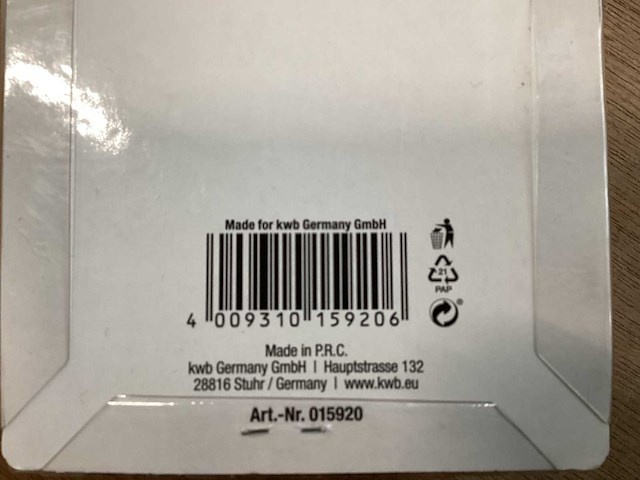 Made for kwb Germany GmbH
4 009310 159206
21
PAP
®
Made in P.R.C.
kwb Germany GmbH | Hauptstrasse 132
28816 Stuhr / Germany | www.kwb.eu
Art.-Nr. 015920